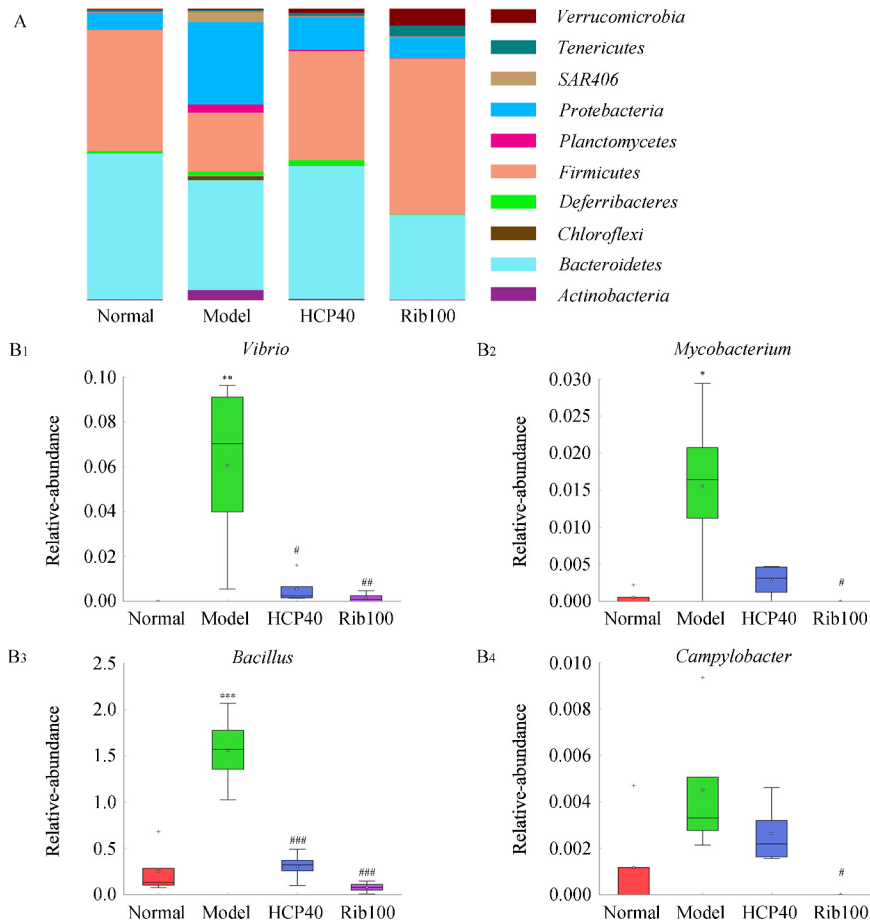 A
Verrucomicrobia
Tenericutes
SAR406
Protebacteria
Planctomycetes
Firmicutes
Deferribacteres
Chloroflexi
Bacteroidetes
Actinobacteria
Normal Model HCP40 Rib100
B1 Vibrio
Relative-abundance
0.10
0.08
0.06
0.04
0.02
0.00
**
#
##
Normal Model HCP40 Rib100
B2 Mycobacterium
Relative-abundance
0.030
0.025
0.020
0.015
0.010
0.005
0.000
*
#
Normal Model HCP40 Rib100
B3 Bacillus
Relative-abundance
2.5
2.0
1.5
1.0
0.5
0.0
***
###
###
Normal Model HCP40 Rib100
B4 Campylobacter
Relative-abundance
0.010
0.008
0.006
0.004
0.002
0.000
#
Normal Model HCP40 Rib100